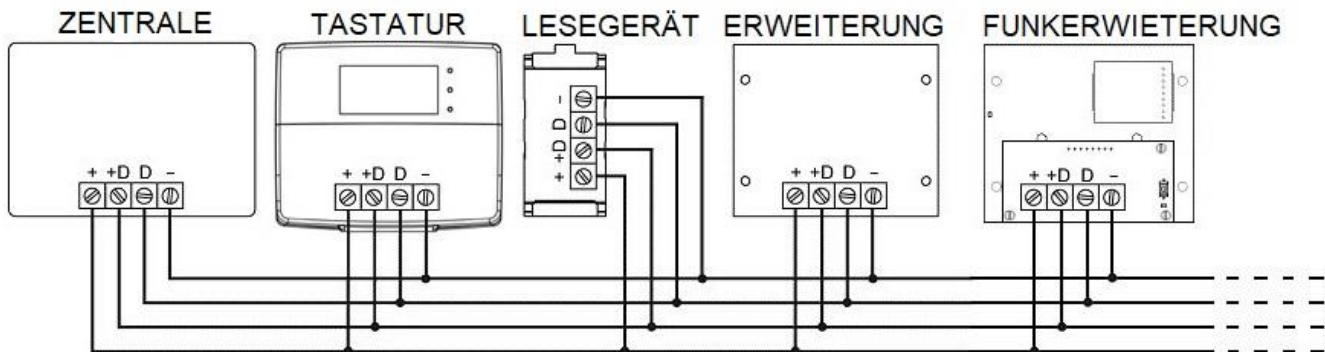 ZENTRALE TASTATUR LESEGERÄT ERWEITERUNG FUNKERWIETERUNG
+ +D D -
+ +D D -
- D +D +
+ +D D -
+ +D D -